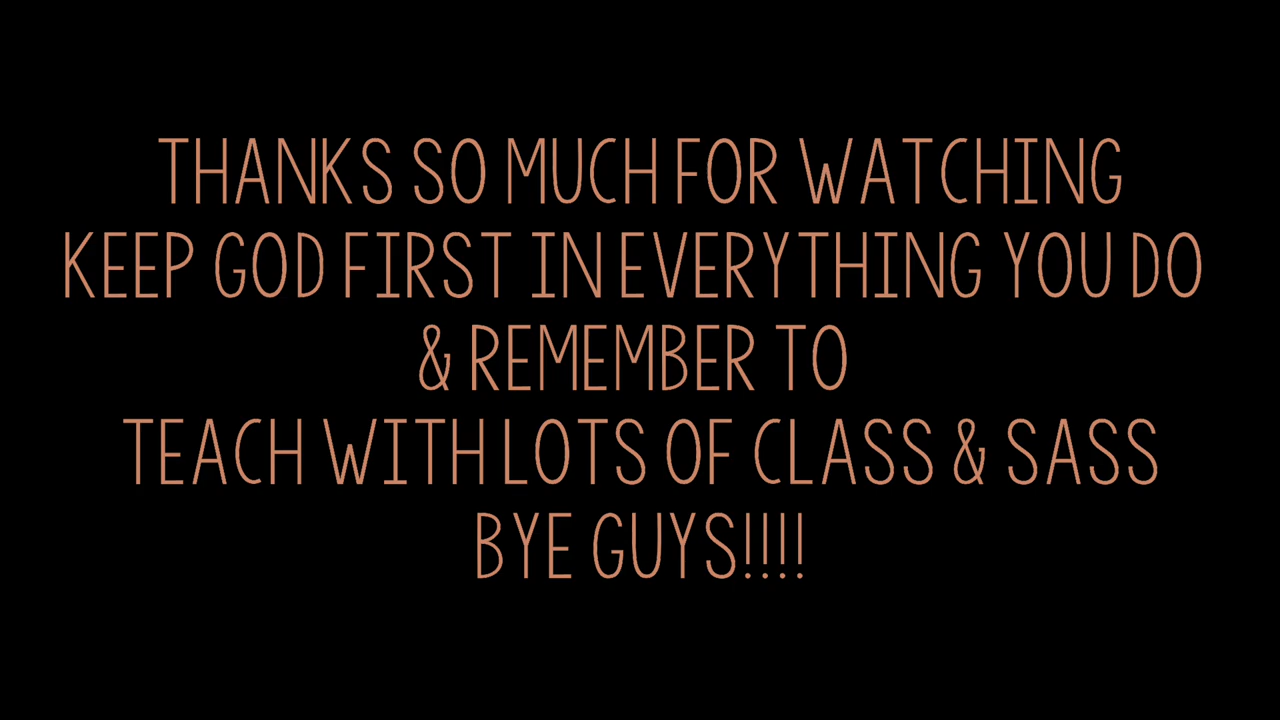 THANKS SO MUCH FOR WATCHING
KEEP GOD FIRST IN EVERYTHING YOU DO
& REMEMBER TO
TEACH WITH LOTS OF CLASS & SASS
BYE GUYS!!!!